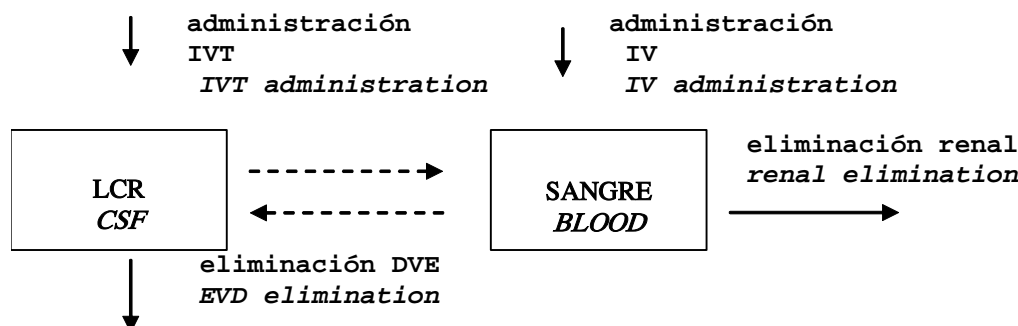 administración
IVT
IVT administration
administración
IV
IV administration
LCR
CSF
SANGRE
BLOOD
eliminación renal
renal elimination
eliminación DVE
EVD elimination